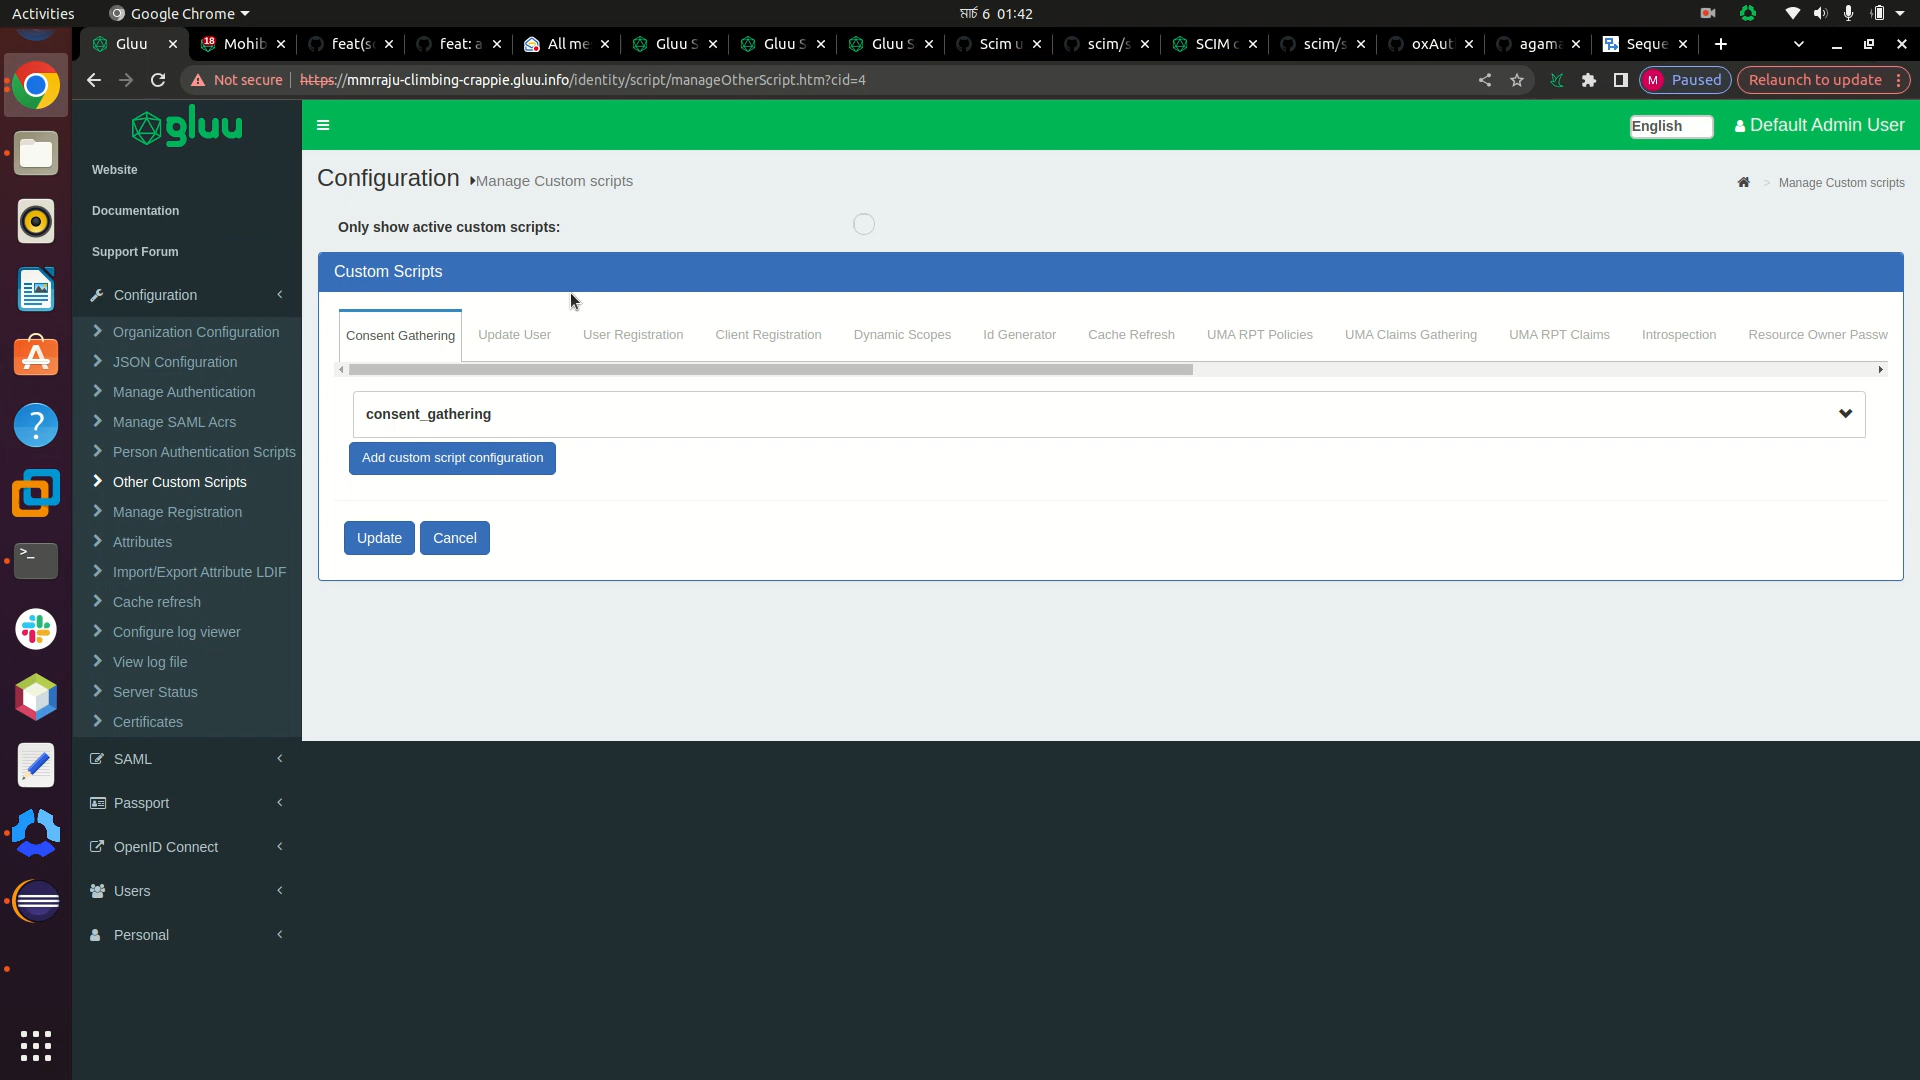 Activities
Google Chrome
মার্চ 6 01:42
Gluu
18 Mohib
feat(sc
feat: a
All me
Gluu S
Gluu S
Gluu S
Scim u
scim/s
SCIM c
scim/s
oxAut
agama
Seque
Not secure
https://mmrraju-climbing-crappie.gluu.info/identity/script/manageOtherScript.htm?cid=4
M Paused
Relaunch to update
gluu
English
Default Admin User
Website
Documentation
Support Forum
Configuration
Organization Configuration
JSON Configuration
Manage Authentication
Manage SAML Acrs
Person Authentication Scripts
Other Custom Scripts
Manage Registration
Attributes
Import/Export Attribute LDIF
Cache refresh
Configure log viewer
View log file
Server Status
Certificates
SAML
Passport
OpenID Connect
Users
Personal
Configuration Manage Custom scripts
> Manage Custom scripts
Only show active custom scripts:
Custom Scripts
Consent Gathering
Update User
User Registration
Client Registration
Dynamic Scopes
Id Generator
Cache Refresh
UMA RPT Policies
UMA Claims Gathering
UMA RPT Claims
Introspection
Resource Owner Passw
consent_gathering
Add custom script configuration
Update
Cancel